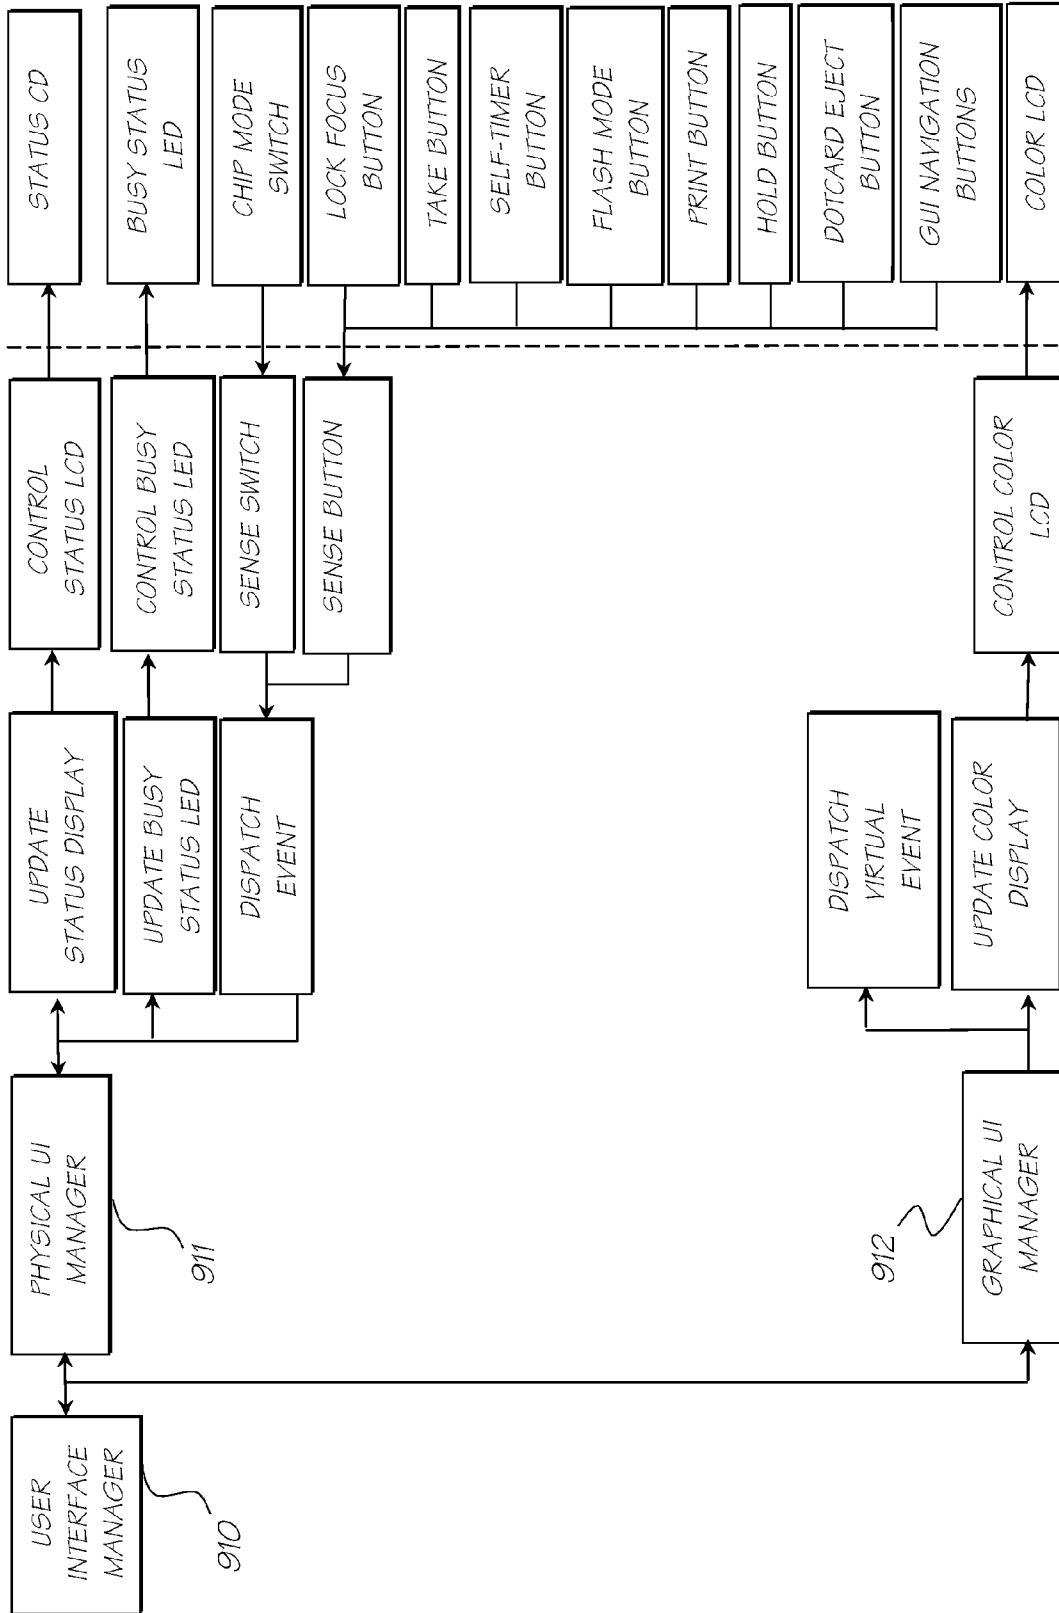 USER
INTERFACE
MANAGER
910
PHYSICAL UI
MANAGER
911
GRAPHICAL UI
MANAGER
912
UPDATE
STATUS DISPLAY
UPDATE BUSY
STATUS LED
DISPATCH
EVENT
DISPATCH
VIRTUAL
EVENT
UPDATE COLOR
DISPLAY
CONTROL
STATUS LCD
CONTROL BUSY
STATUS LED
SENSE SWITCH
SENSE BUTTON
CONTROL COLOR
LCD
STATUS CD
BUSY STATUS
LED
CHIP MODE
SWITCH
LOCK FOCUS
BUTTON
TAKE BUTTON
SELF-TIMER
BUTTON
FLASH MODE
BUTTON
PRINT BUTTON
HOLD BUTTON
DOTCARD EJECT
BUTTON
GUI NAVIGATION
BUTTONS
COLOR LCD